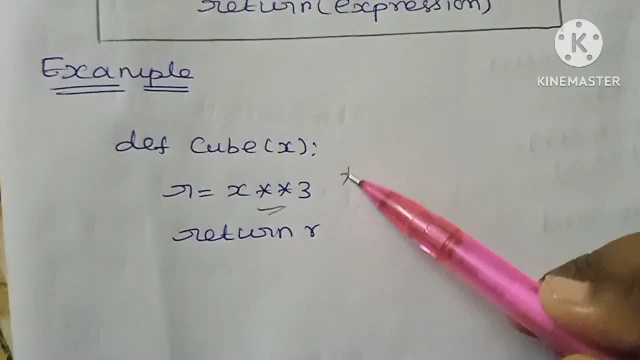 return(expression)
K
KINEMASTER
Example
def cube(x):
r= x**3
return r